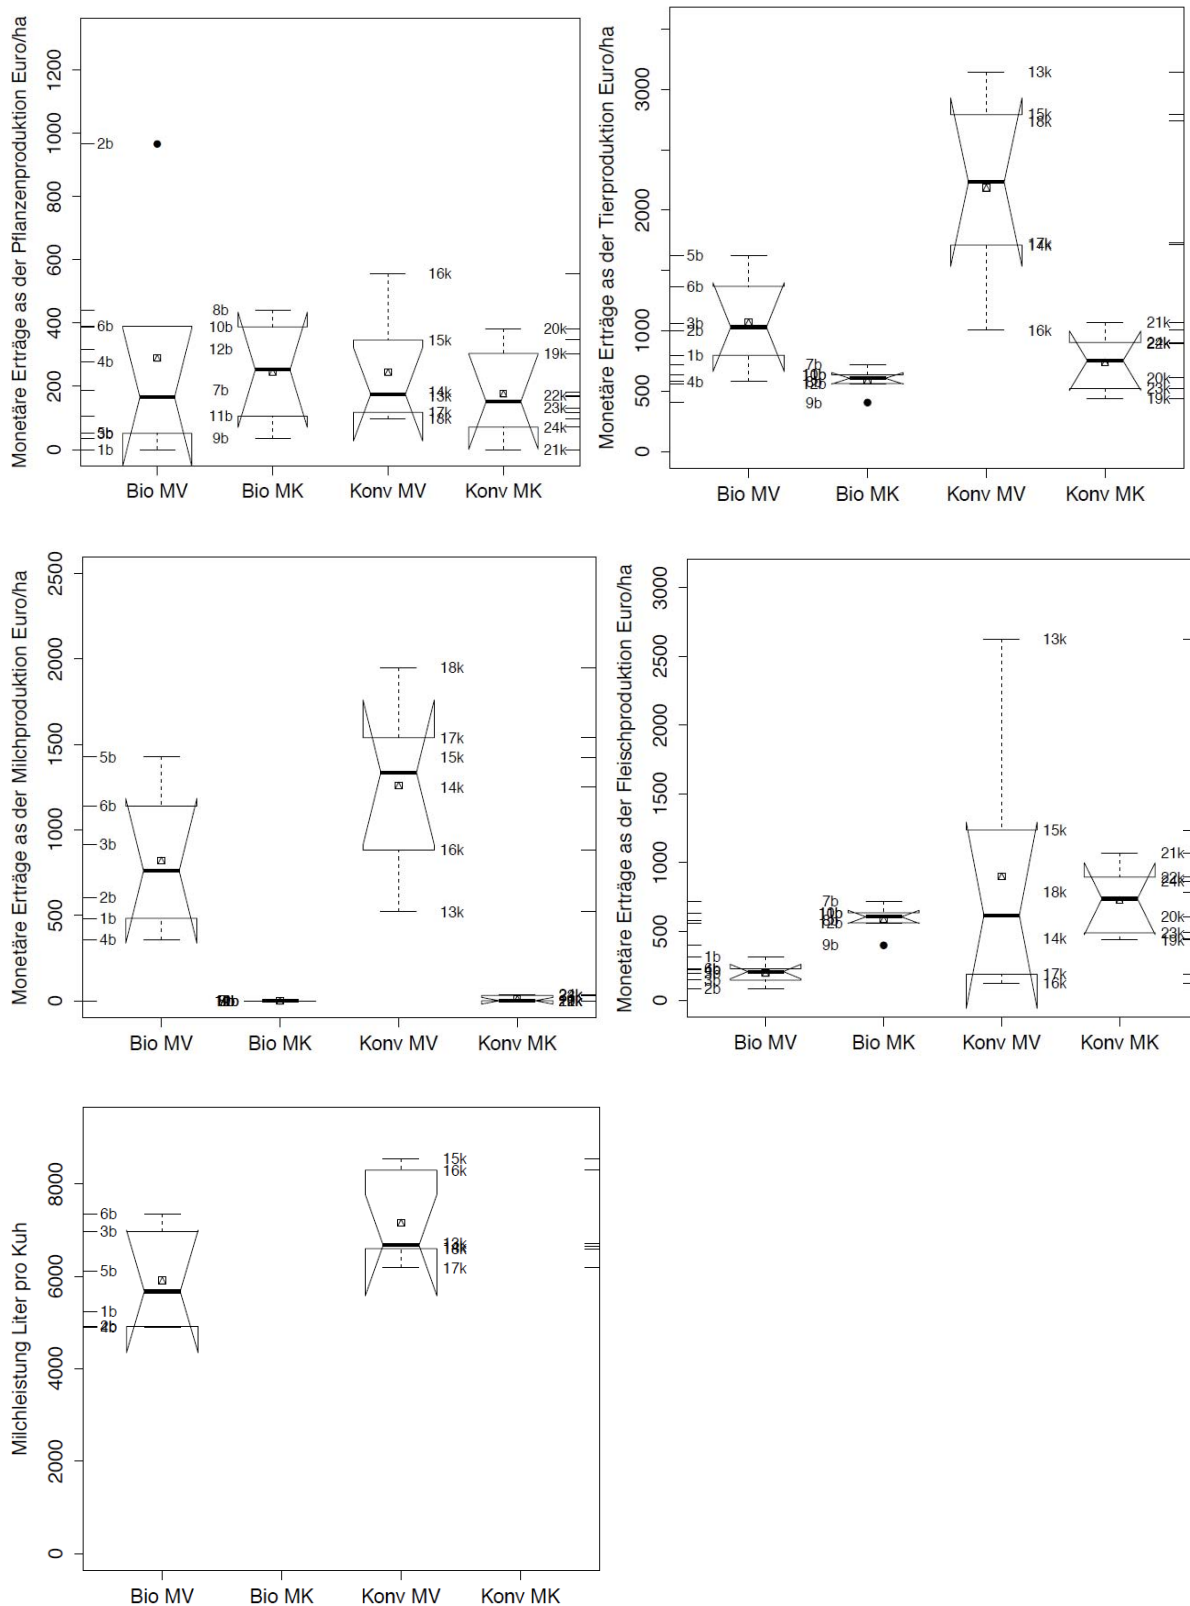 Monetäre Erträge as der Pflanzenproduktion Euro/ha
0 200 400 600 800 1000 1200
2b
6b
4b
3b
1b
8b
10b
12b
7b
11b
9b
16k
15k
14k
13k
17k
18k
20k
19k
22k
23k
24k
21k
Bio MV Bio MK Konv MV Konv MK
Monetäre Erträge as der Tierproduktion Euro/ha
0 500 1000 2000 3000
5b
6b
3b
2b
1b
4b
7b
12b
9b
13k
15k
18k
17k
14k
16k
21k
22k
20k
23k
19k
Bio MV Bio MK Konv MV Konv MK
Monetäre Erträge as der Milchproduktion Euro/ha
0 500 1000 1500 2000 2500
5b
6b
3b
2b
1b
4b
18k
17k
15k
14k
16k
13k
Bio MV Bio MK Konv MV Konv MK
Monetäre Erträge as der Fleischproduktion Euro/ha
0 500 1000 1500 2000 2500 3000
1b
6b
3b
2b
7b
10b
12b
9b
13k
15k
18k
14k
17k
16k
21k
22k
24k
20k
23k
19k
Bio MV Bio MK Konv MV Konv MK
Milchleistung Liter pro Kuh
0 2000 4000 6000 8000
6b
3b
5b
1b
4b
15k
16k
13k
18k
17k
Bio MV Bio MK Konv MV Konv MK